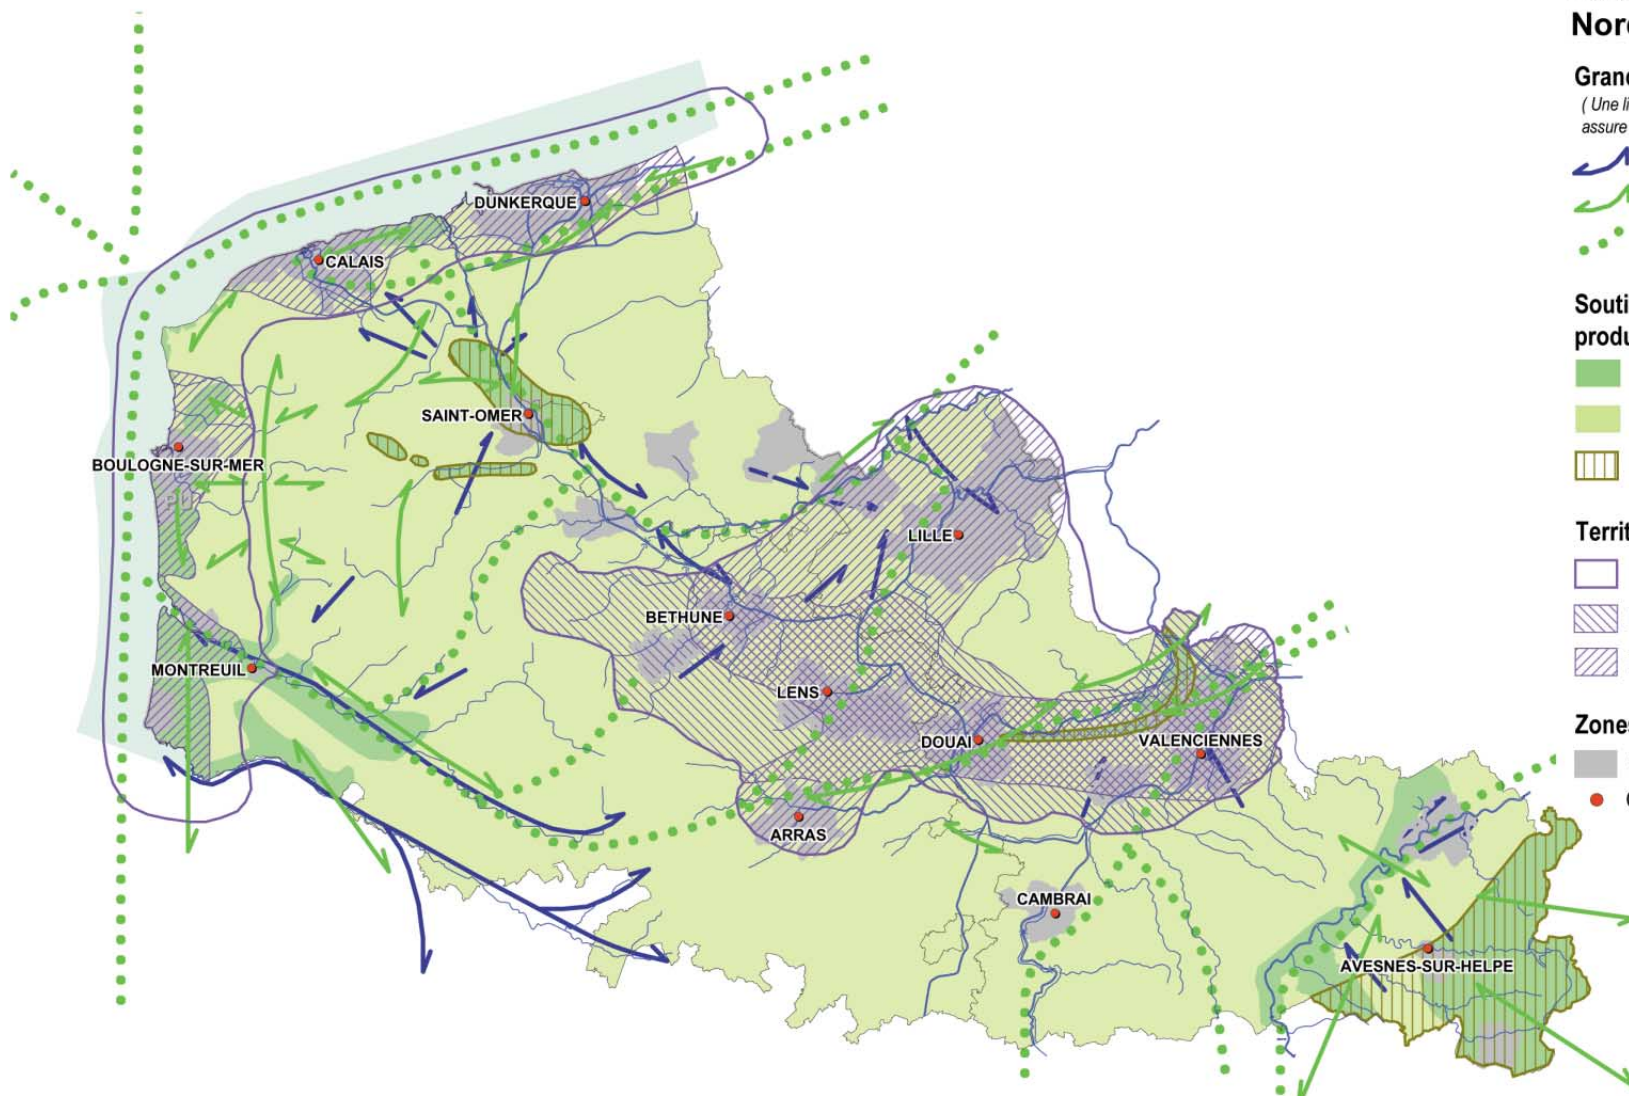 Nord
Grand
( Une li
assure
Souti
produ
Territ
Zones
DUNKERQUE
CALAIS
SAINT-OMER
BOULOGNE-SUR-MER
LILLE
BETHUNE
MONTREUIL
LENS
DOUAI
VALENCIENNES
ARRAS
CAMBRAI
AVESNES-SUR-HELPE